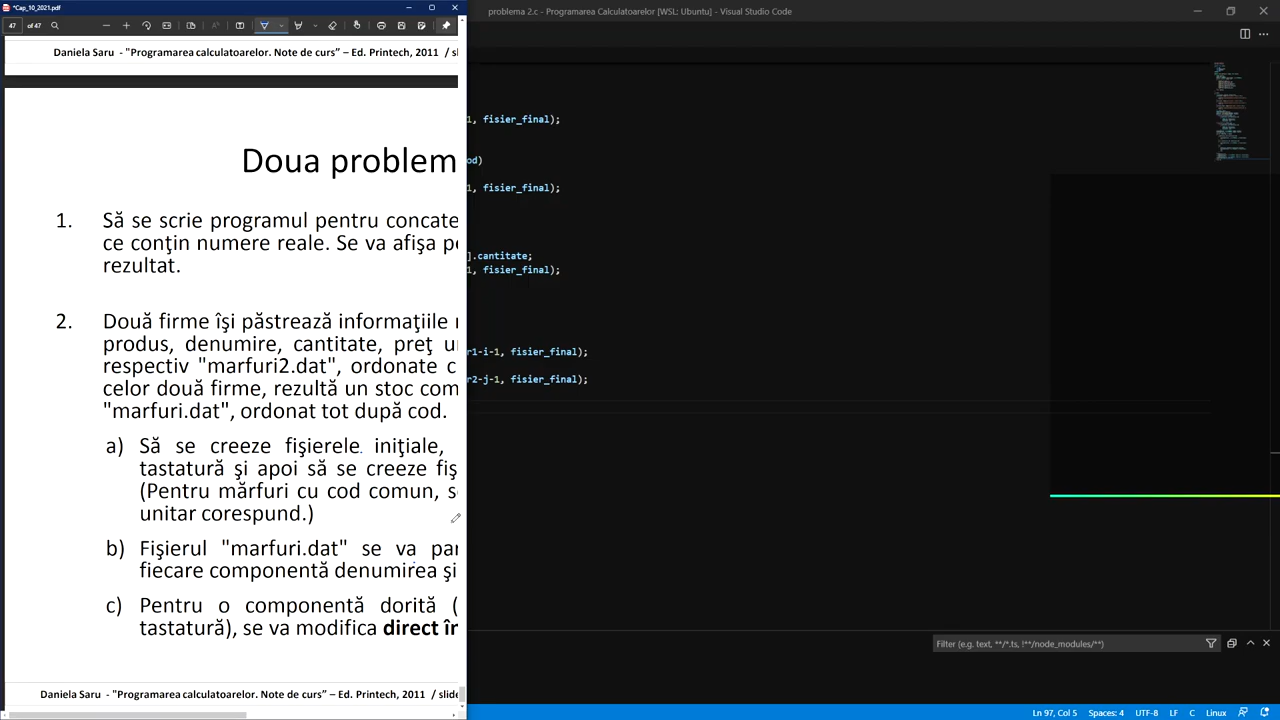 *Cap_10_2021.pdf
problema 2.c - Programarea Calculatoarelor [WSL: Ubuntu] - Visual Studio Code
47 of 47
Daniela Saru - "Programarea calculatoarelor. Note de curs" – Ed. Printech, 2011 / slid
Doua problem
1. Să se scrie programul pentru concate
ce conţin numere reale. Se va afişa pe
rezultat.
2. Două firme îşi păstrează informaţiile
produs, denumire, cantitate, preţ
respectiv "marfuri2.dat", ordonate
celor două firme, rezultă un stoc com
"marfuri.dat", ordonat tot după cod.
a) Să se creeze fişierele iniţiale,
tastatură şi apoi să se creeze fiş
(Pentru mărfuri cu cod comun,
unitar corespund.)
b) Fişierul "marfuri.dat" se va par
fiecare componentă denumirea şi
c) Pentru o componentă dorită (
tastatură), se va modifica direct în
Daniela Saru - "Programarea calculatoarelor. Note de curs" – Ed. Printech, 2011 / slide
1, fisier_final);
od)
1, fisier_final);
].cantitate;
1, fisier_final);
r1-i-1, fisier_final);
r2-j-1, fisier_final);
Filter (e.g. text, **/*.ts, !**/node_modules/**)
Ln 97, Col 5 Spaces: 4 UTF-8 LF C Linux